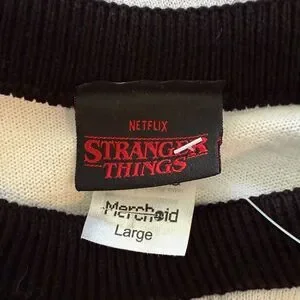 NETFLIX
STRANGER
THINGS
Merchoid
Large